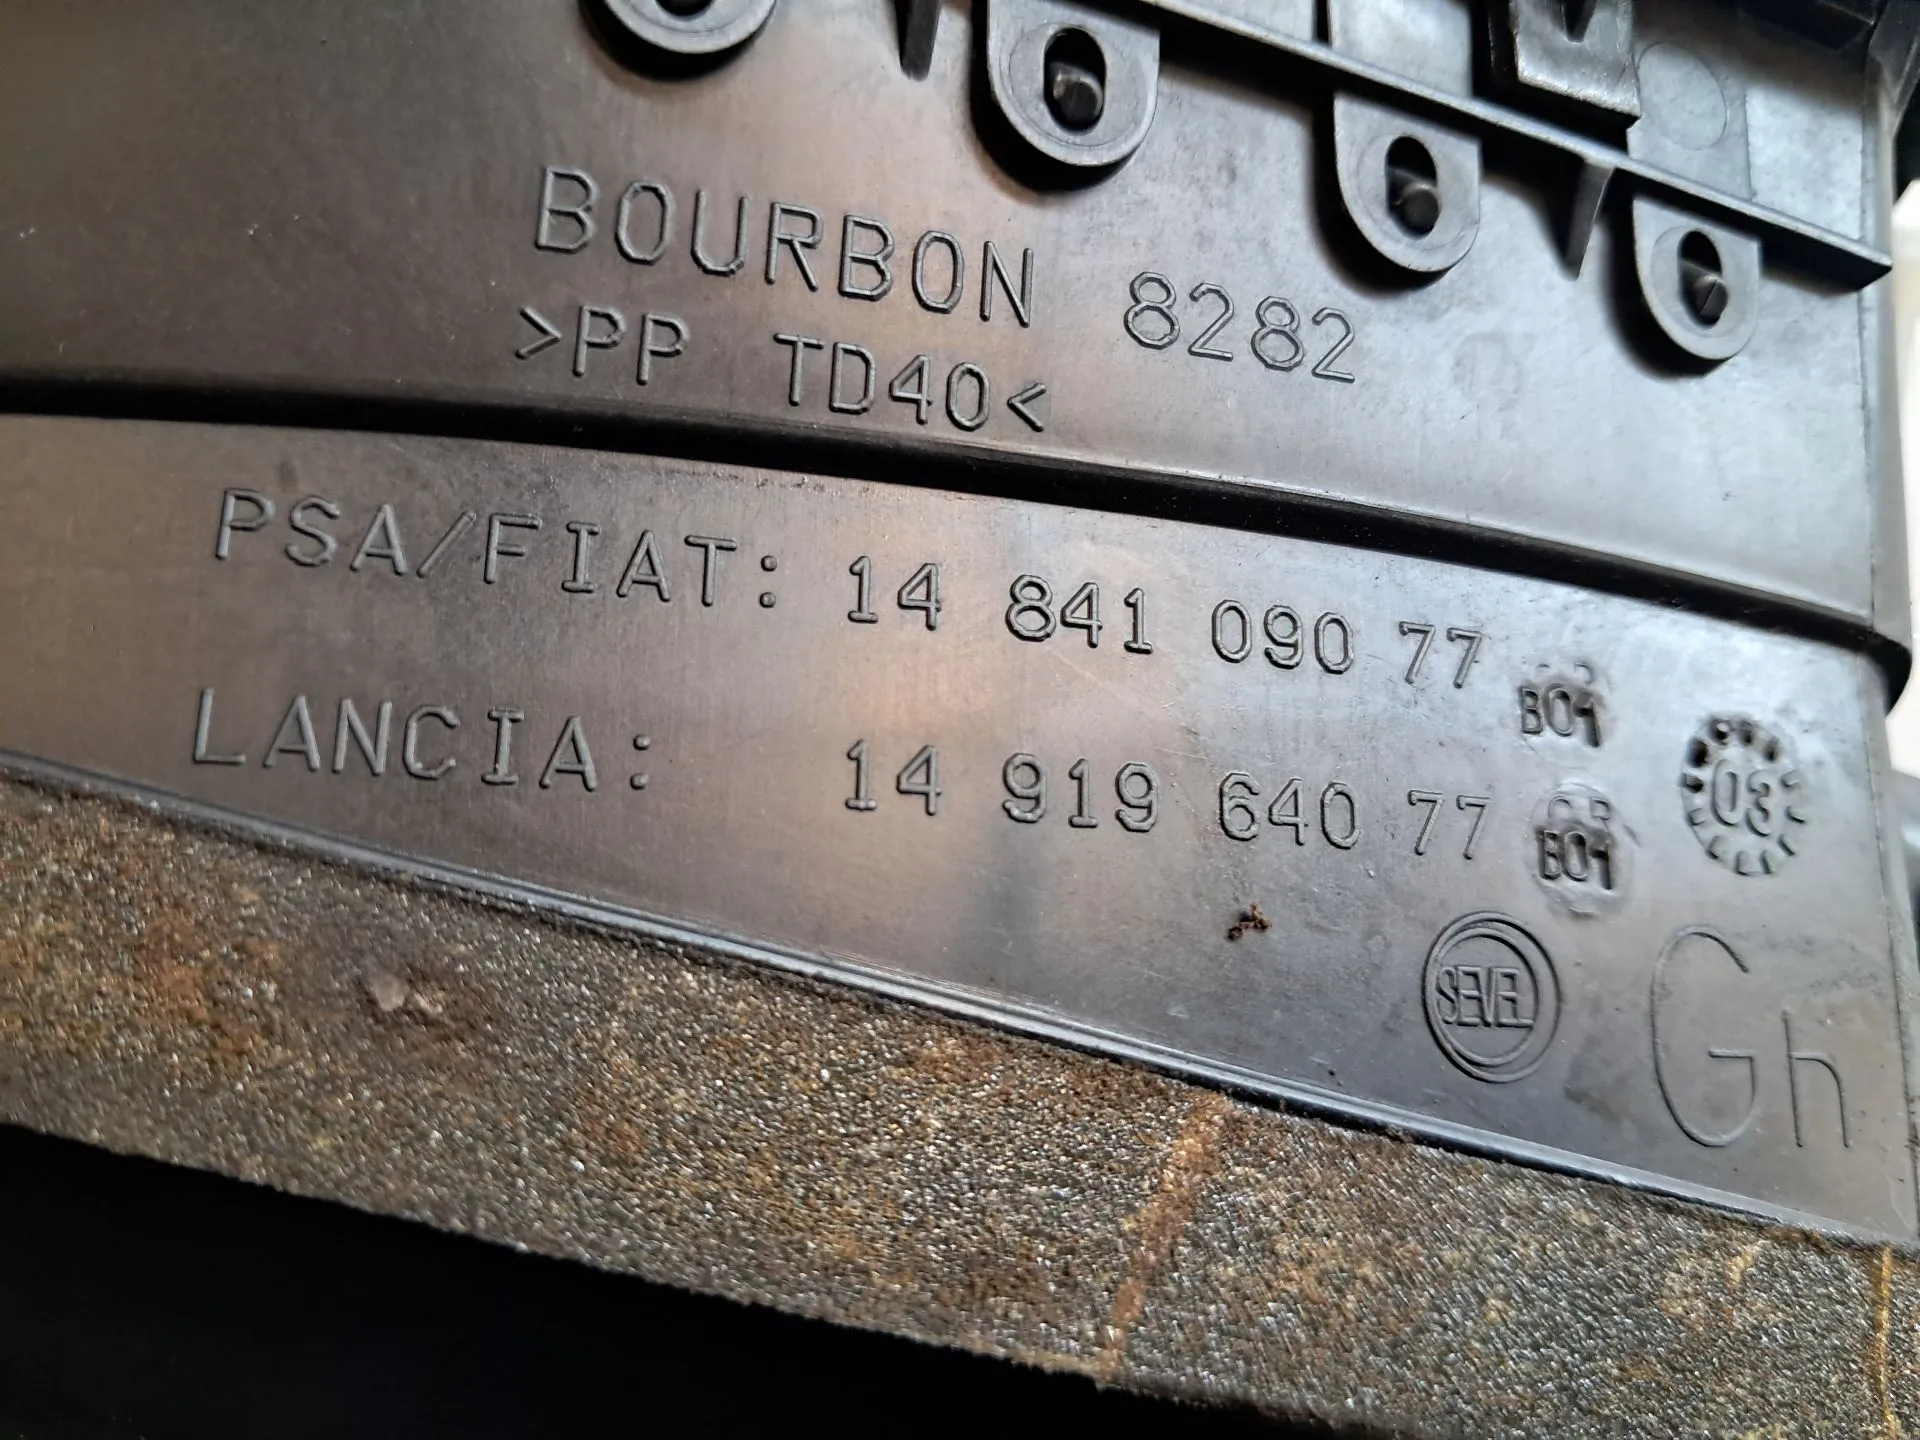 BOURBON 8282
>PP TD40<
PSA/FIAT: 14 841 090 77
B01
LANCIA: 14 919 640 77
B01
03
SEVEL
Gh